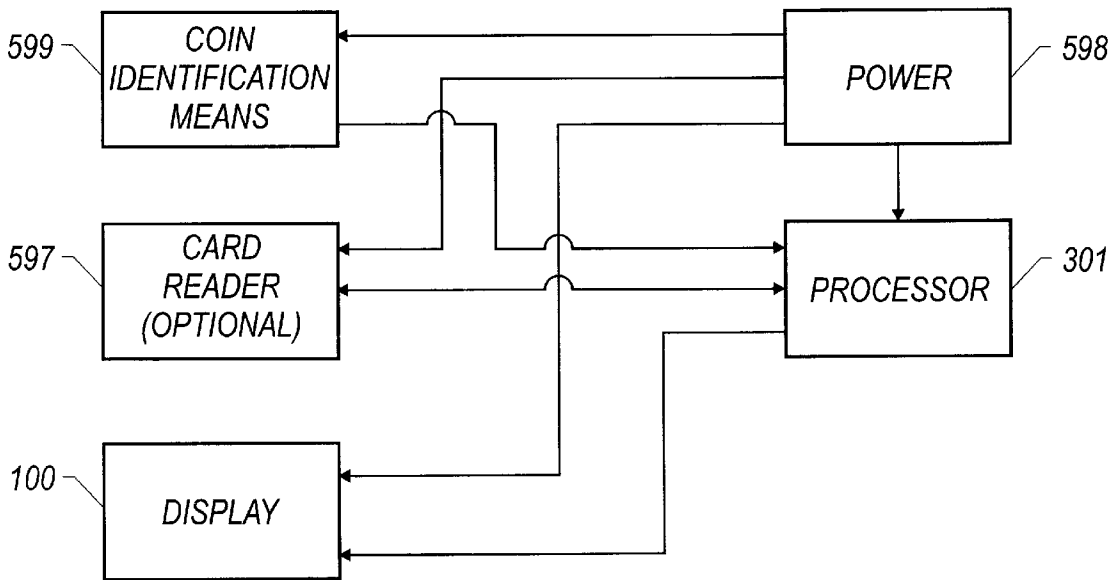 599
COIN
IDENTIFICATION
MEANS
POWER
598
597
CARD
READER
(OPTIONAL)
PROCESSOR
301
100
DISPLAY